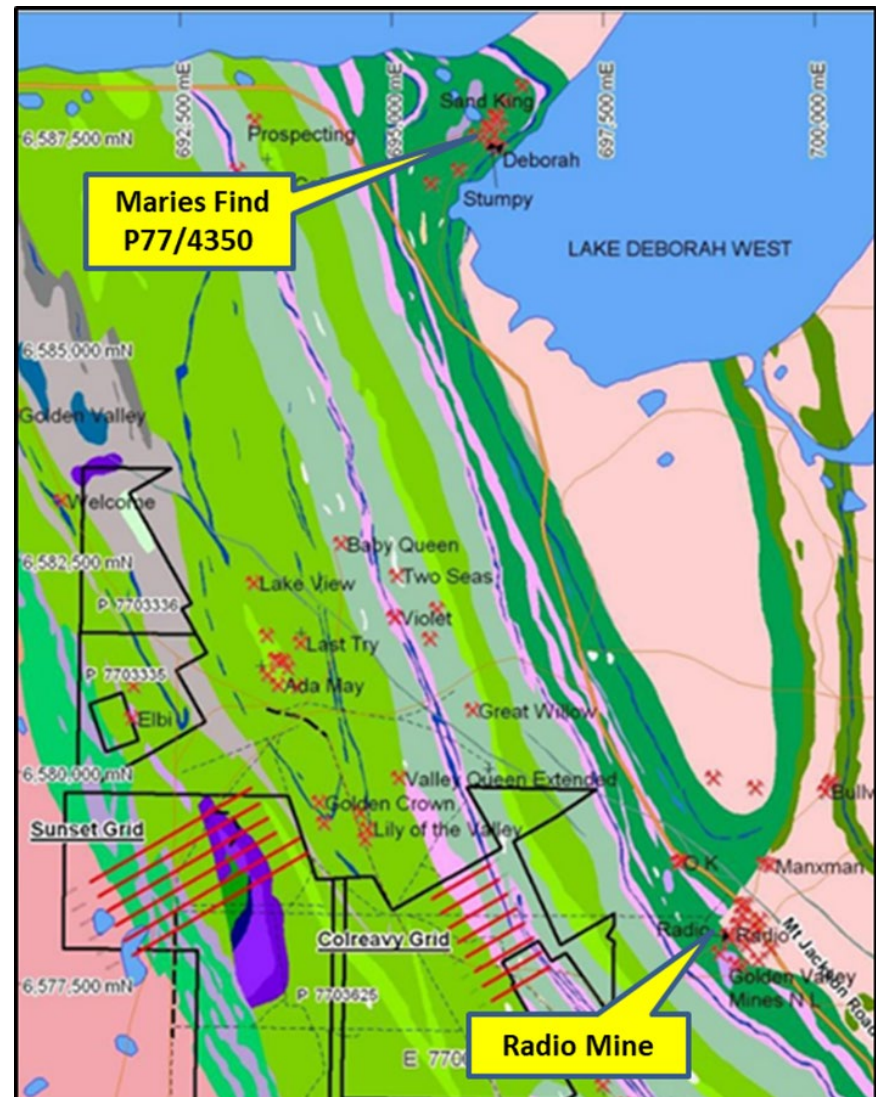 692,500 mE
695,000 mE
697,500 mE
700,000 mE
Sand King
6,587,500 mN
Prospecting
Deborah
Maries Find
P77/4350
Stumpy
LAKE DEBORAH WEST
6,585,000 mN
Golden Valley
Welcome
Baby Queen
6,582,500 mN
Lake View
Two Seas
P 7703336
Violet
Last Try
P 7703335
Ada May
Elbi
Great Willow
6,580,000 mN
Valley Queen Extended
Golden Crown
Sunset Grid
Lily of the Valley
O K
Manxman
Colreavy Grid
Radio
Radio
Mt Jackson Road
Golden Valley
Mines N L
6,577,500 mN
P 7703625
Radio Mine